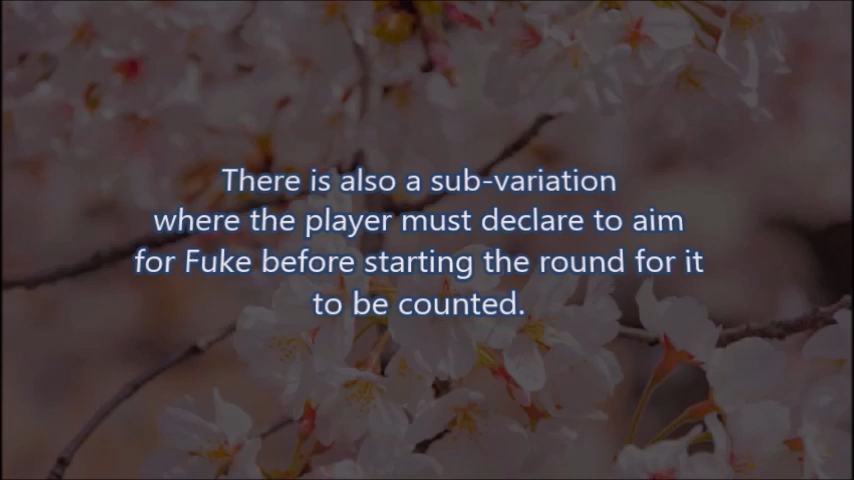 There is also a sub-variation
where the player must declare to aim
for Fuke before starting the round for it
to be counted.